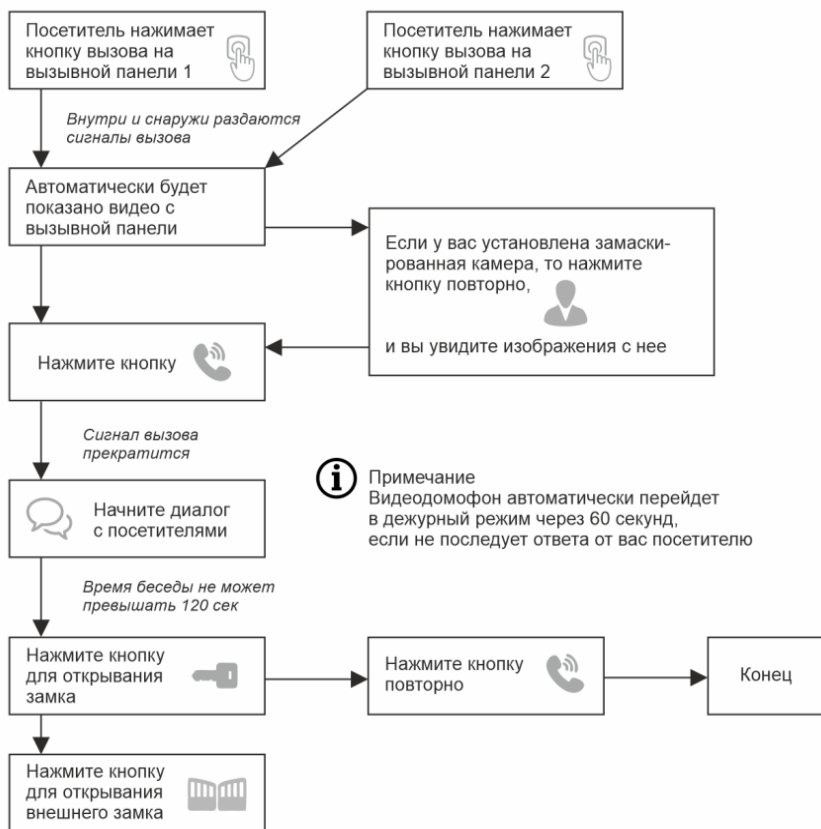 Посетитель нажимает
кнопку вызова на
вызывной панели 1
Посетитель нажимает
кнопку вызова на
вызывной панели 2
Внутри и снаружи раздаются
сигналы вызова
Автоматически будет
показано видео с
вызывной панели
Если у вас установлена замаски-
рованная камера, то нажмите
кнопку повторно,
и вы увидите изображения с нее
Нажмите кнопку
Сигнал вызова
прекратится
Начните диалог
с посетителями
Примечание
Видеодомофон автоматически перейдет
в дежурный режим через 60 секунд,
если не последует ответа от вас посетителю
Время беседы не может
превышать 120 сек
Нажмите кнопку
для открывания
замка
Нажмите кнопку
повторно
Конец
Нажмите кнопку
для открывания
внешнего замка